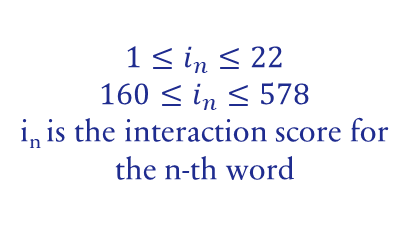 1 ≤ iₙ ≤ 22
160 ≤ iₙ ≤ 578
iₙ is the interaction score for
the n-th word